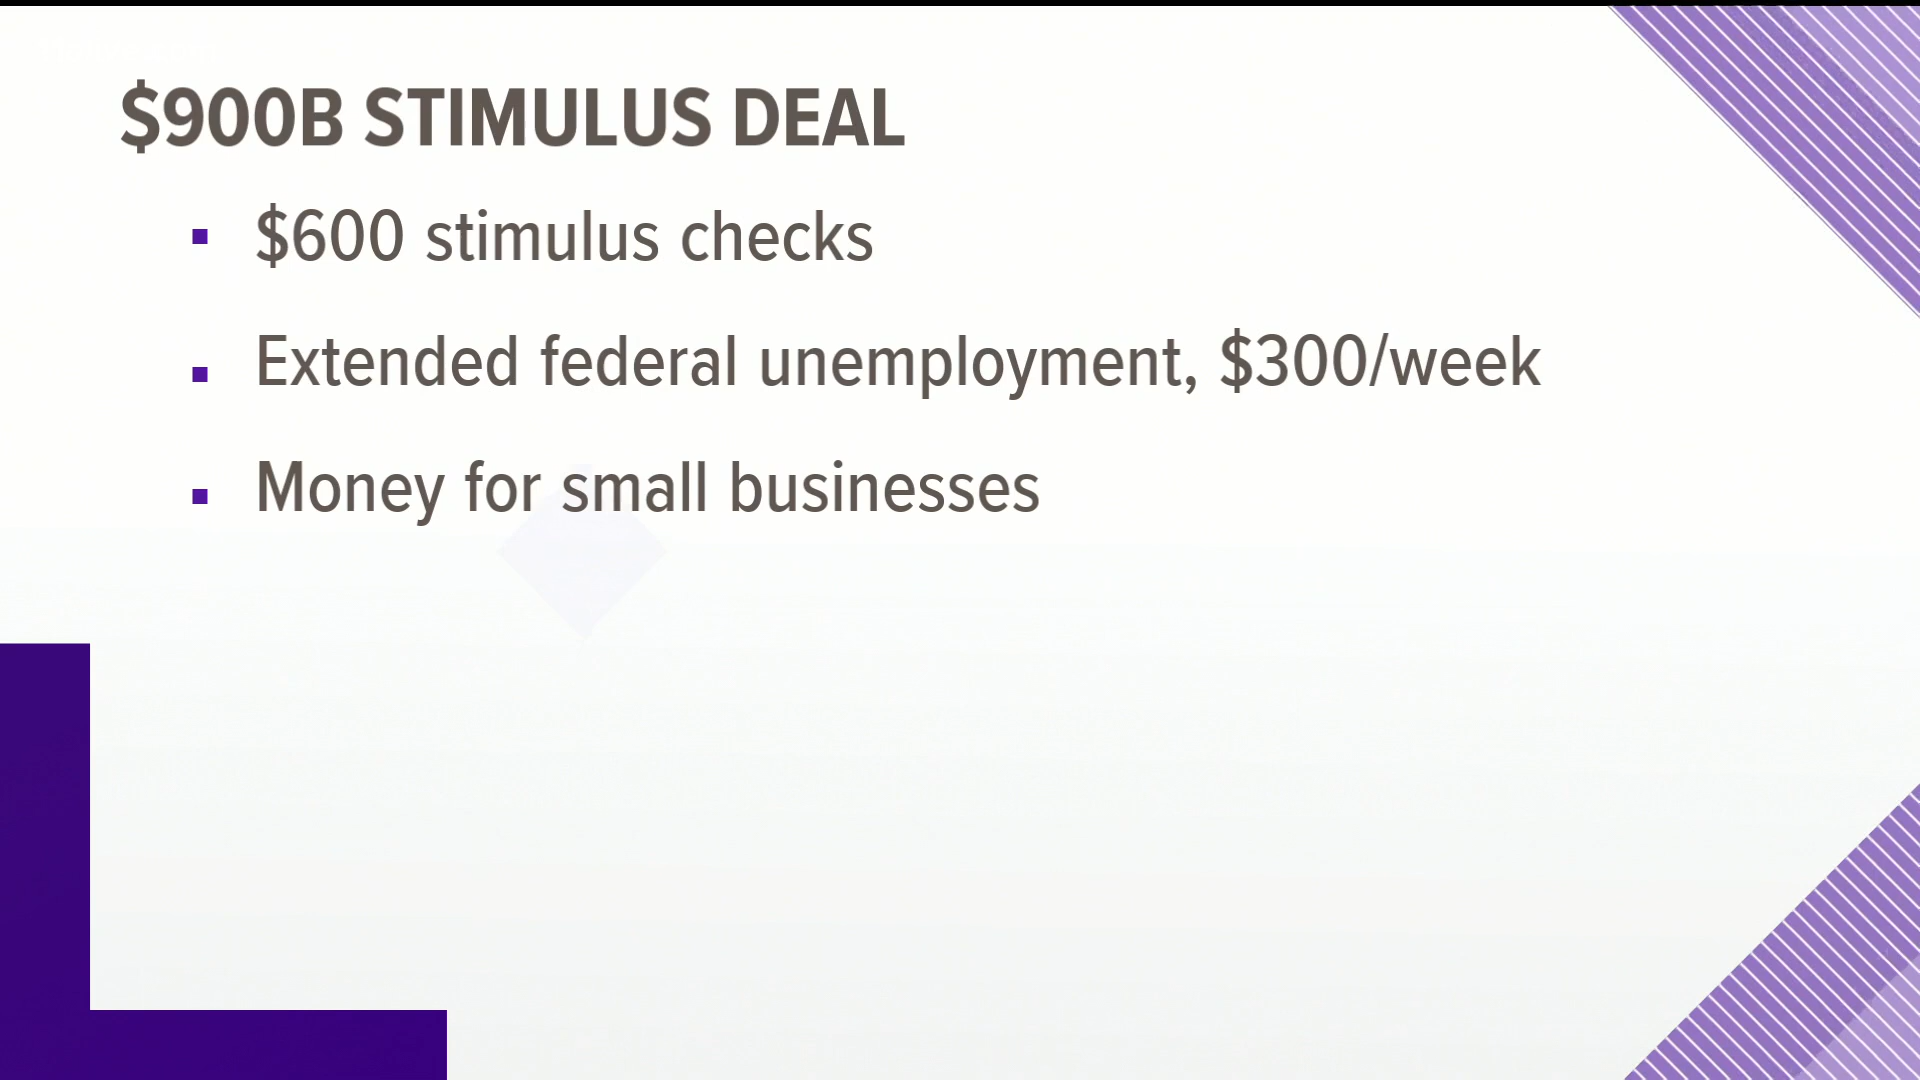 $900B STIMULUS DEAL
$600 stimulus checks
Extended federal unemployment, $300/week
Money for small businesses